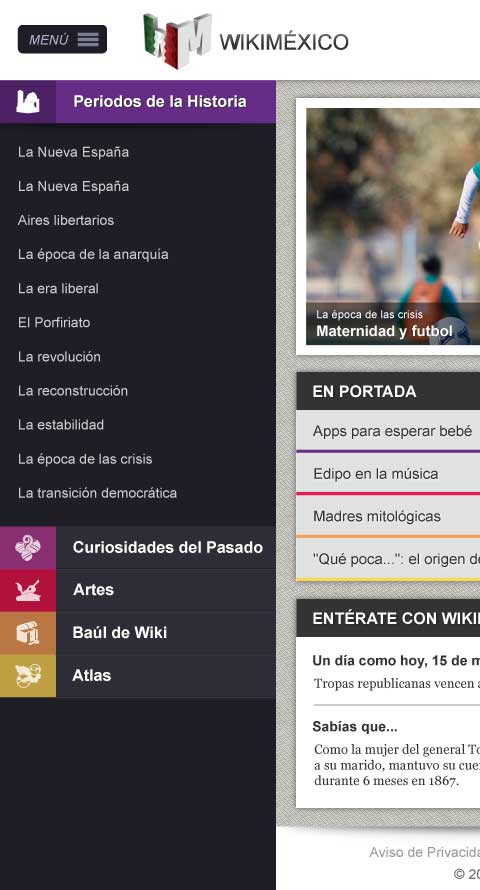 MENÚ
WIKIMÉXICO
Periodos de la Historia
La Nueva España
La Nueva España
Aires libertarios
La época de la anarquía
La era liberal
El Porfiriato
La revolución
La reconstrucción
La estabilidad
La época de las crisis
La transición democrática
Curiosidades del Pasado
Artes
Baúl de Wiki
Atlas
La época de las crisis
Maternidad y futbol
EN PORTADA
Apps para esperar bebé
Edipo en la música
Madres mitológicas
"Qué poca...": el origen de
ENTÉRATE CON WIKI
Un día como hoy, 15 de m
Tropas republicanas vencen a
Sabías que...
Como la mujer del general To
a su marido, mantuvo su cue
durante 6 meses en 1867.
Aviso de Privacida
© 20